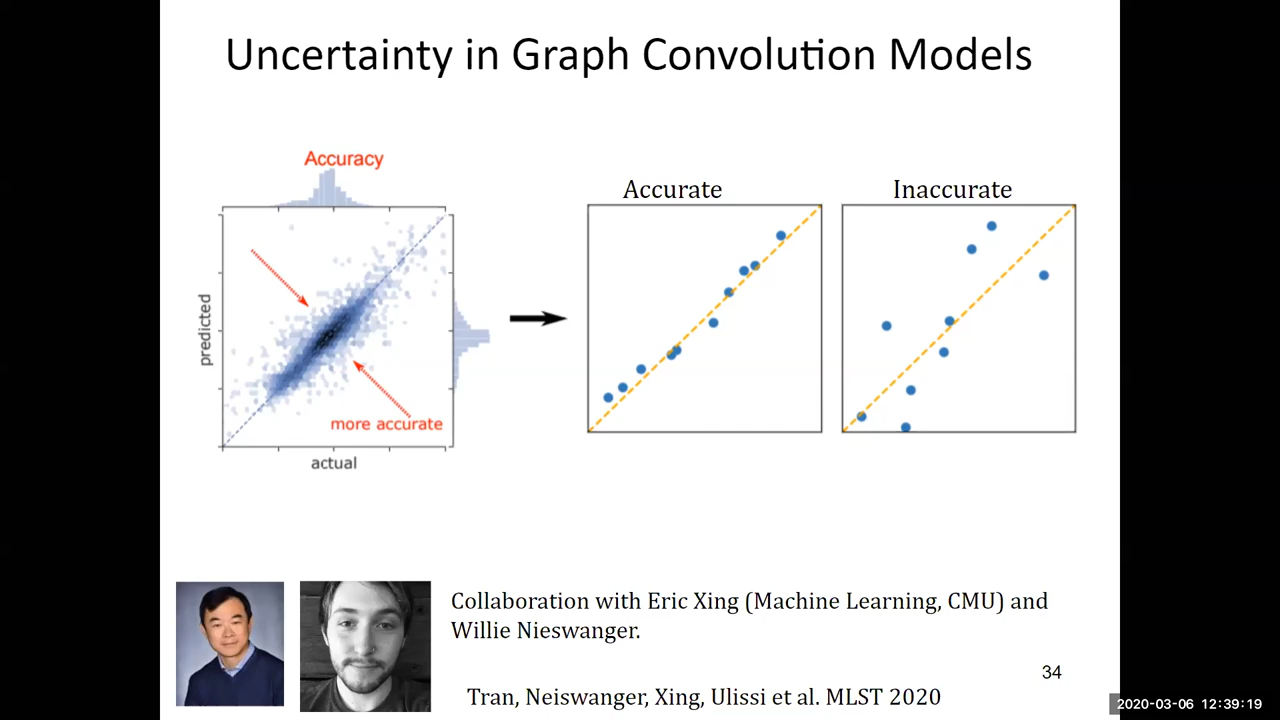 Uncertainty in Graph Convolution Models
Accuracy
predicted
more accurate
actual
Accurate
Inaccurate
Collaboration with Eric Xing (Machine Learning, CMU) and
Willie Nieswanger.
34
Tran, Neiswanger, Xing, Ulissi et al. MLST 2020
2020-03-06 12:39:19